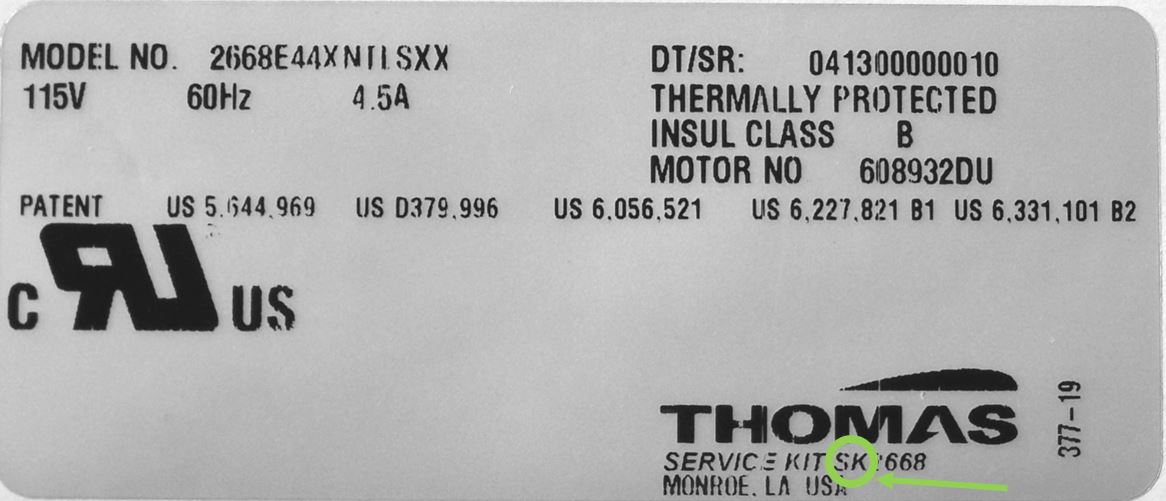 MODEL NO. 2668E44XNILSXX
115V 60Hz 4.5A
DT/SR: 041300000010
THERMALLY PROTECTED
INSUL CLASS B
MOTOR NO 608932DU
PATENT US 5,644,969 US D379,996 US 6,056,521 US 6,227,821 B1 US 6,331,101 B2
C UR US
THOMAS
SERVICE KIT SK2668
MONROE, LA USA
377-19